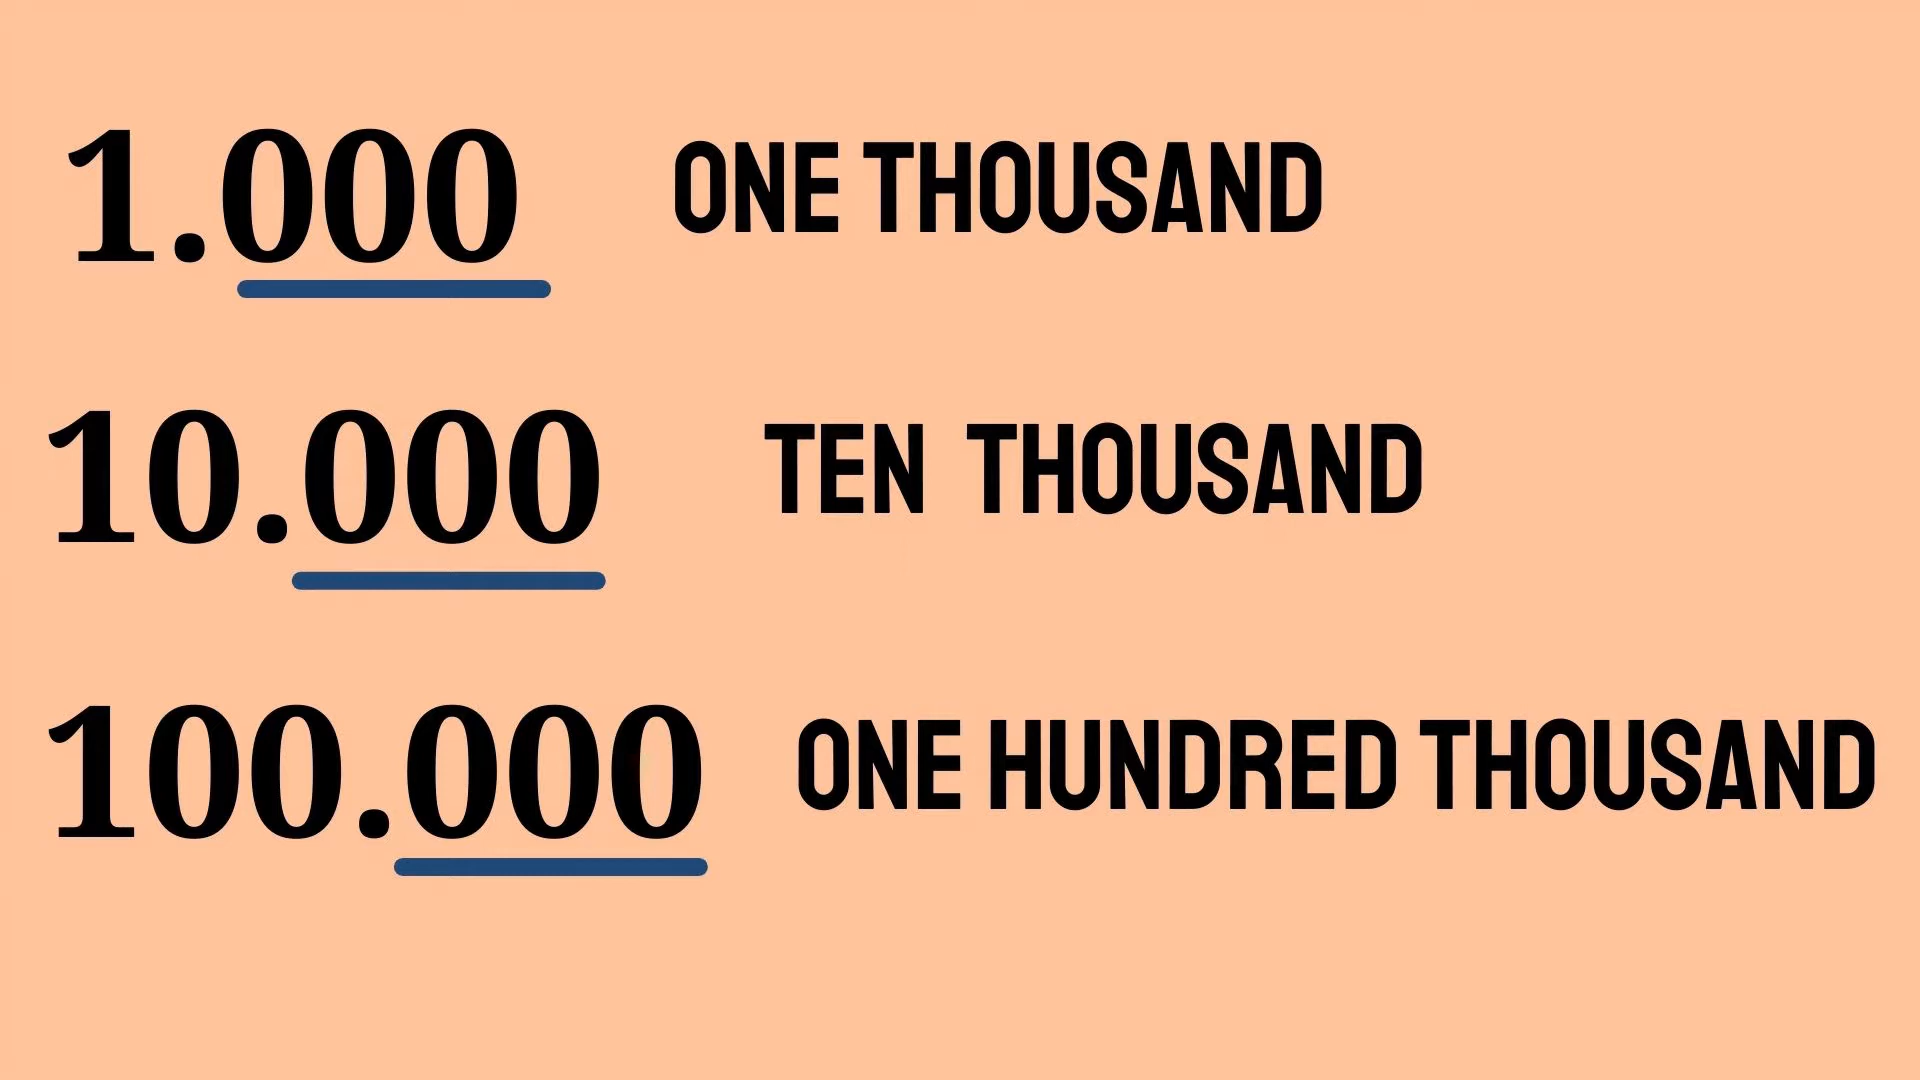 1.000 ONE THOUSAND
10.000 TEN THOUSAND
100.000 ONE HUNDRED THOUSAND